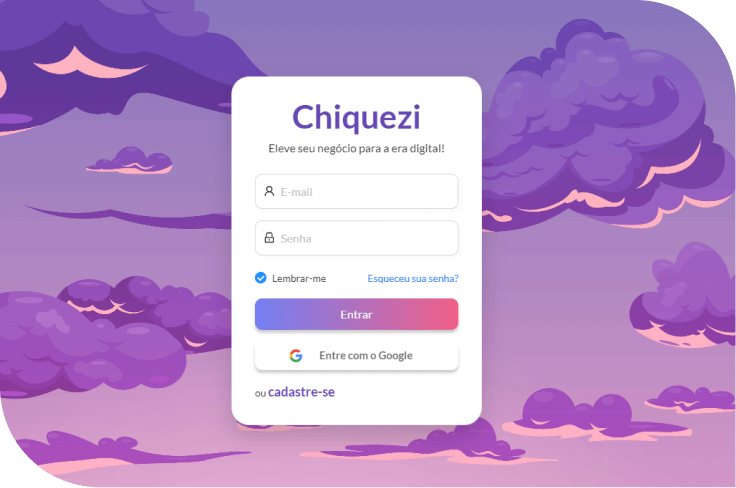 Chiquezi
Eleve seu negócio para a era digital!
E-mail
Senha
Lembrar-me Esqueceu sua senha?
Entrar
Entre com o Google
ou cadastre-se